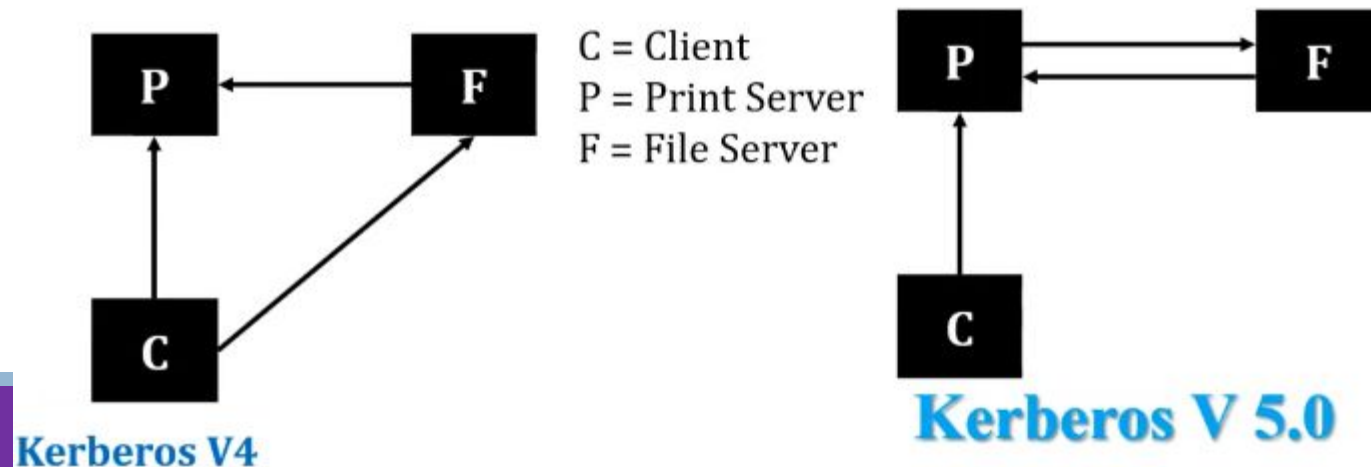 P
F
C
Kerberos V4
C = Client
P = Print Server
F = File Server
P
F
C
Kerberos V 5.0